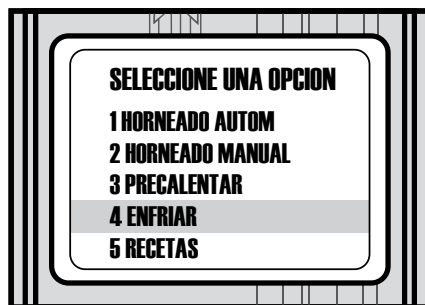 SELECCIONE UNA OPCION
1 HORNEADO AUTOM
2 HORNEADO MANUAL
3 PRECALENTAR
4 ENFRIAR
5 RECETAS